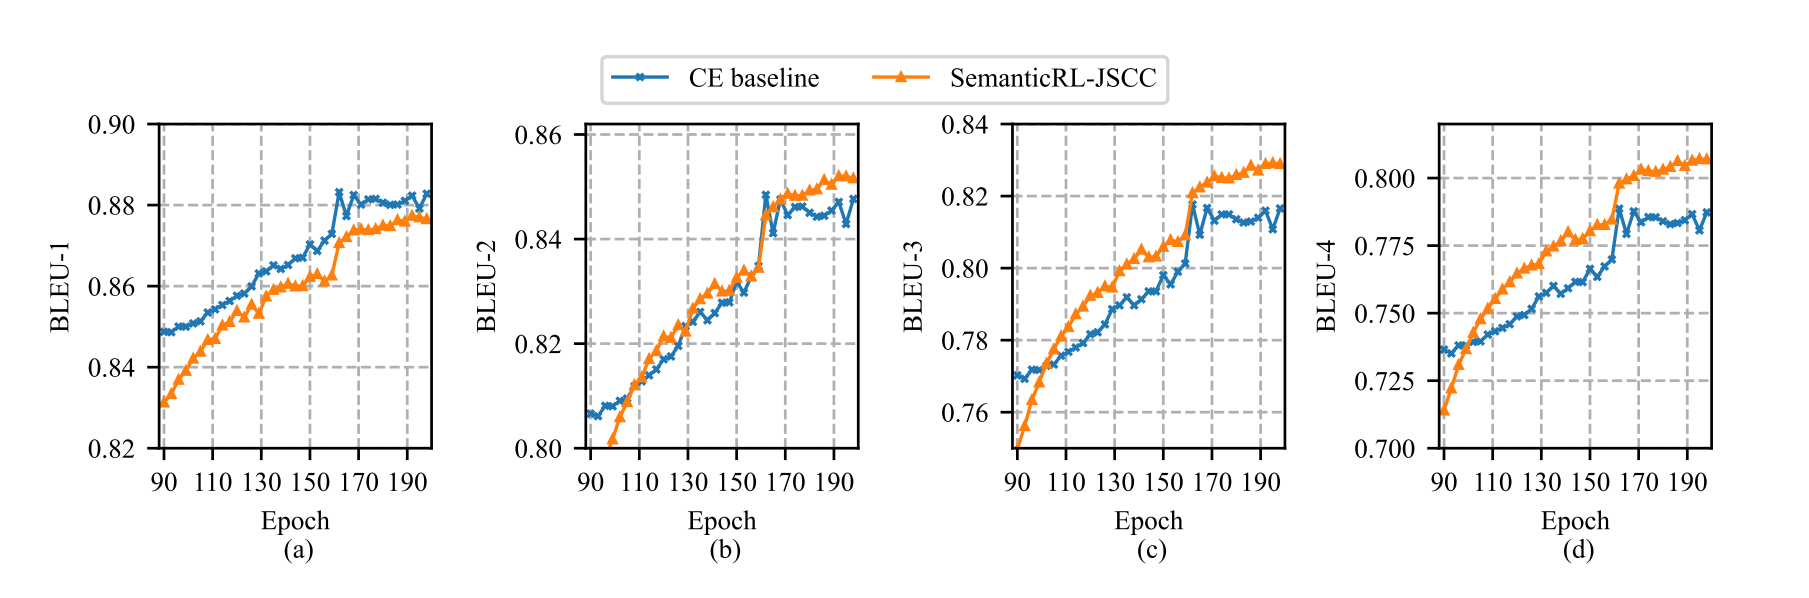 CE baseline SemanticRL-JSCC
BLEU-1
0.90
0.88
0.86
0.84
0.82
90 110 130 150 170 190
Epoch
(a)
BLEU-2
0.86
0.84
0.82
0.80
90 110 130 150 170 190
Epoch
(b)
BLEU-3
0.84
0.82
0.80
0.78
0.76
90 110 130 150 170 190
Epoch
(c)
BLEU-4
0.800
0.775
0.750
0.725
0.700
90 110 130 150 170 190
Epoch
(d)